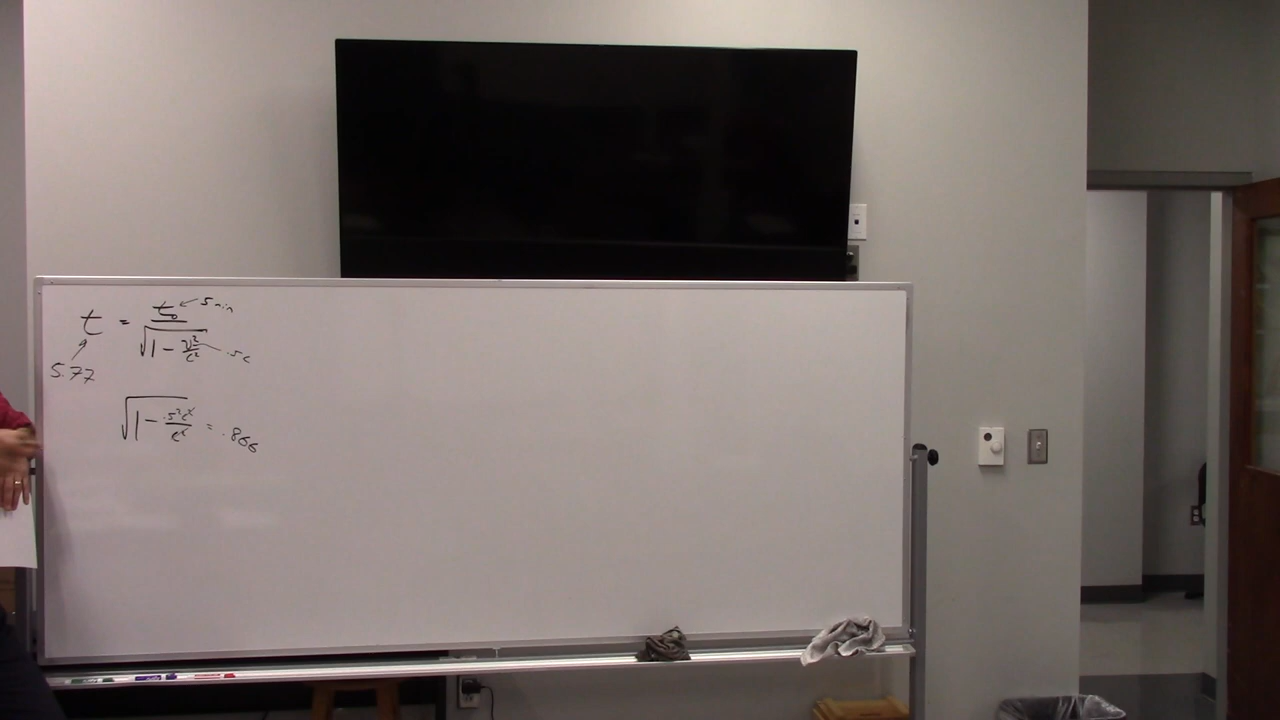 t = t₀ / √(1 - v²/c²)
5 min
.5c
5.77
√(1 - .5²c²/c²) = .866